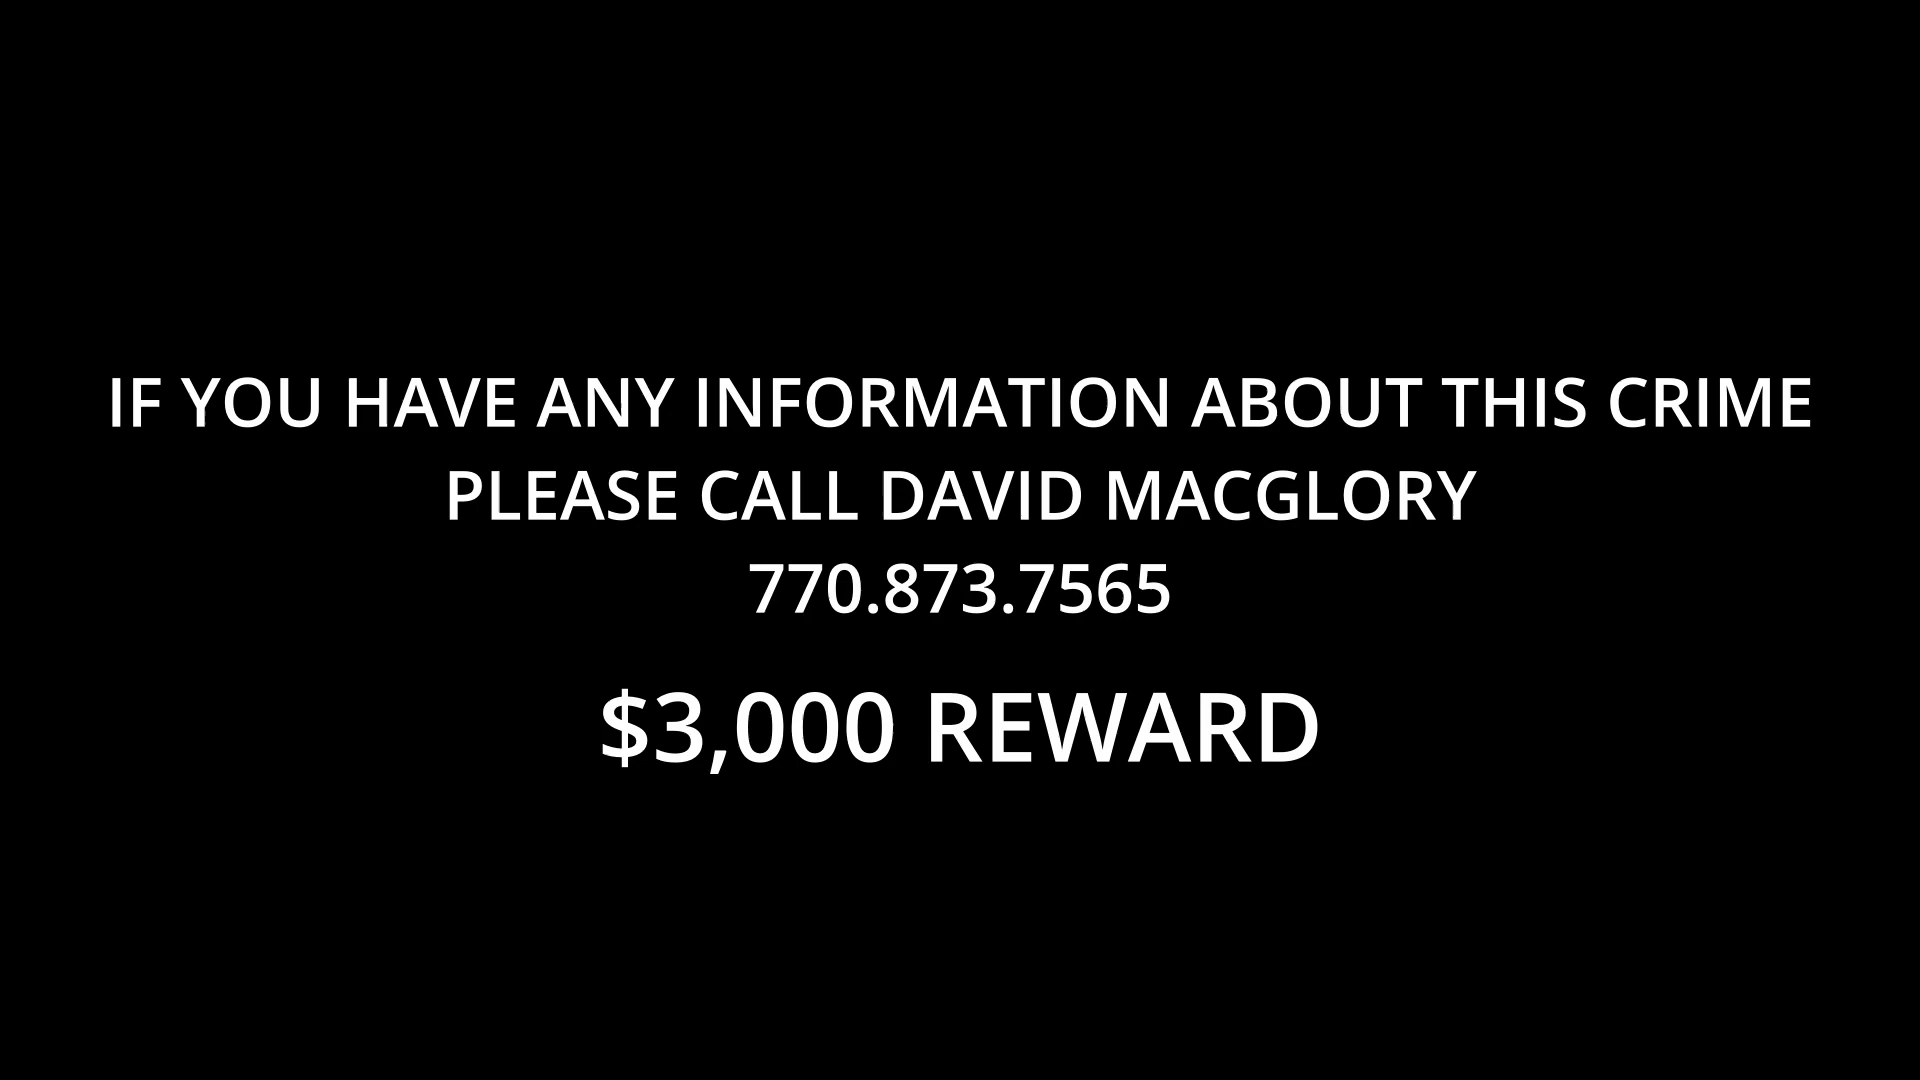 IF YOU HAVE ANY INFORMATION ABOUT THIS CRIME
PLEASE CALL DAVID MACGLORY
770.873.7565
$3,000 REWARD